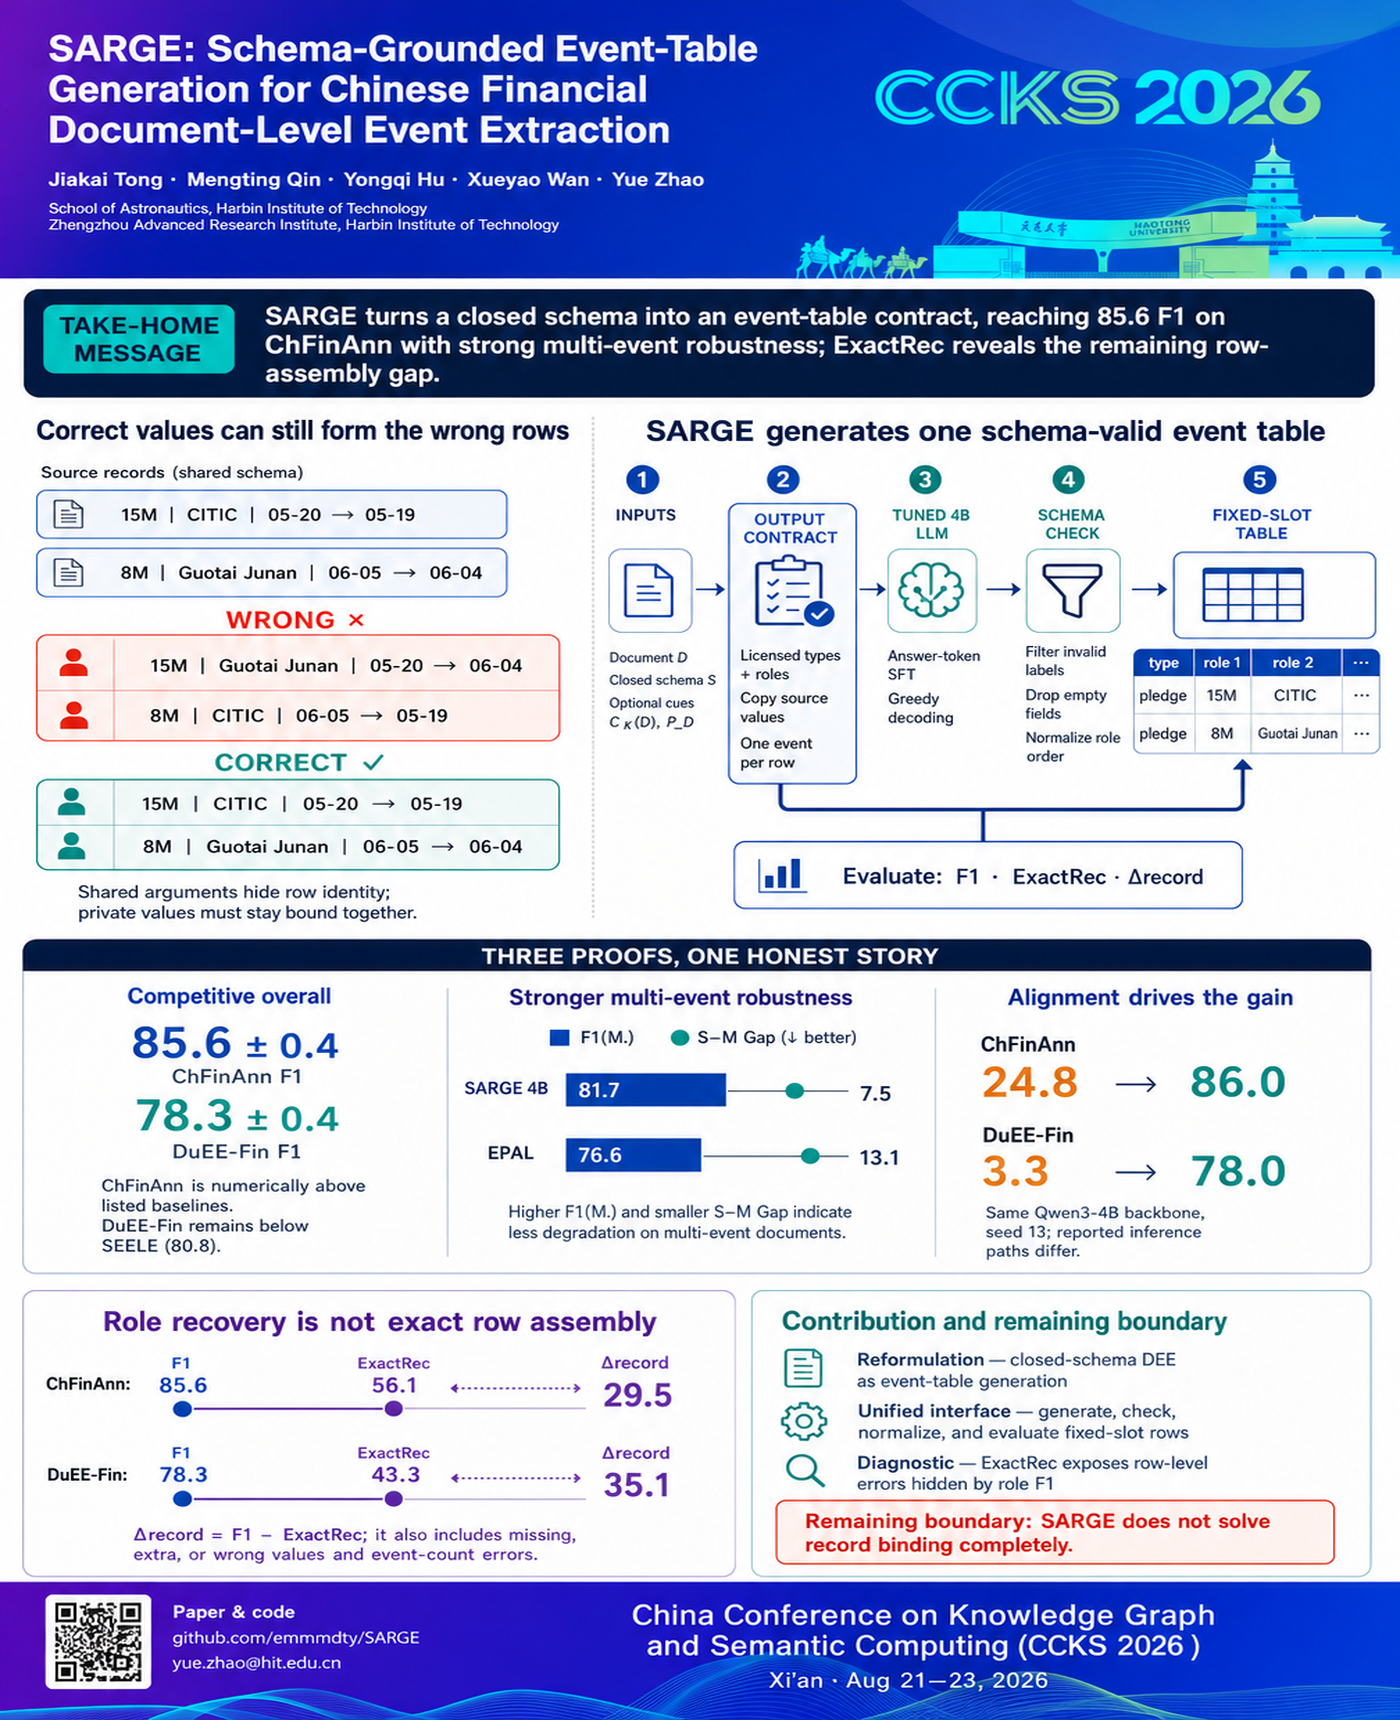 SARGE: Schema-Grounded Event-Table
Generation for Chinese Financial
Document-Level Event Extraction
Jiakai Tong · Mengting Qin · Yongqi Hu · Xueyao Wan · Yue Zhao
School of Astronautics, Harbin Institute of Technology
Zhengzhou Advanced Research Institute, Harbin Institute of Technology
CCKS 2026
HAOTONG
UNIVERSITY
TAKE-HOME
MESSAGE
SARGE turns a closed schema into an event-table contract, reaching 85.6 F1 on
ChFinAnn with strong multi-event robustness; ExactRec reveals the remaining row-
assembly gap.
Correct values can still form the wrong rows
Source records (shared schema)
15M | CITIC | 05-20 → 05-19
8M | Guotai Junan | 06-05 → 06-04
WRONG ×
15M | Guotai Junan | 05-20 → 06-04
8M | CITIC | 06-05 → 05-19
CORRECT ✓
15M | CITIC | 05-20 → 05-19
8M | Guotai Junan | 06-05 → 06-04
Shared arguments hide row identity;
private values must stay bound together.
SARGE generates one schema-valid event table
1
INPUTS
Document D
Closed schema S
Optional cues
C_K(D), P_D
2
OUTPUT
CONTRACT
Licensed types
+ roles
Copy source
values
One event
per row
3
TUNED 4B
LLM
Answer-token
SFT
Greedy
decoding
4
SCHEMA
CHECK
Filter invalid
labels
Drop empty
fields
Normalize role
order
5
FIXED-SLOT
TABLE
type role 1 role 2 ···
pledge 15M CITIC ···
pledge 8M Guotai Junan ···
Evaluate: F1 · ExactRec · Δrecord
THREE PROOFS, ONE HONEST STORY
Competitive overall
85.6 ± 0.4
ChFinAnn F1
78.3 ± 0.4
DuEE-Fin F1
ChFinAnn is numerically above
listed baselines.
DuEE-Fin remains below
SEELE (80.8).
Stronger multi-event robustness
F1(M.) S−M Gap (↓ better)
SARGE 4B 81.7 7.5
EPAL 76.6 13.1
Higher F1(M.) and smaller S−M Gap indicate
less degradation on multi-event documents.
Alignment drives the gain
ChFinAnn
24.8 → 86.0
DuEE-Fin
3.3 → 78.0
Same Qwen3-4B backbone,
seed 13; reported inference
paths differ.
Role recovery is not exact row assembly
F1 ExactRec Δrecord
ChFinAnn: 85.6 56.1 29.5
F1 ExactRec Δrecord
DuEE-Fin: 78.3 43.3 35.1
Δrecord = F1 − ExactRec; it also includes missing,
extra, or wrong values and event-count errors.
Contribution and remaining boundary
Reformulation — closed-schema DEE
as event-table generation
Unified interface — generate, check,
normalize, and evaluate fixed-slot rows
Diagnostic — ExactRec exposes row-level
errors hidden by role F1
Remaining boundary: SARGE does not solve
record binding completely.
Paper & code
github.com/emmmdty/SARGE
yue.zhao@hit.edu.cn
China Conference on Knowledge Graph
and Semantic Computing (CCKS 2026 )
Xi'an · Aug 21—23, 2026